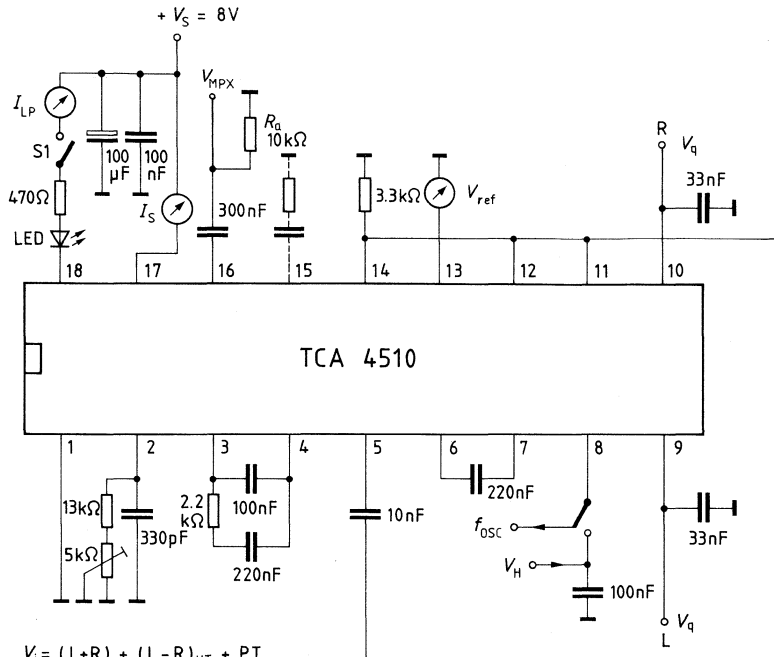 + V_S = 8V
I_LP
S1
470Ω
LED
100 µF
100 nF
I_S
V_MPX
R_a
10kΩ
300nF
3.3kΩ
V_ref
R
V_q
33nF
18
17
16
15
14
13
12
11
10
TCA 4510
1
2
3
4
5
6
7
8
9
13kΩ
5kΩ
330pF
2.2 kΩ
100nF
220nF
10nF
220nF
f_OSC
V_H
100nF
33nF
V_q
L